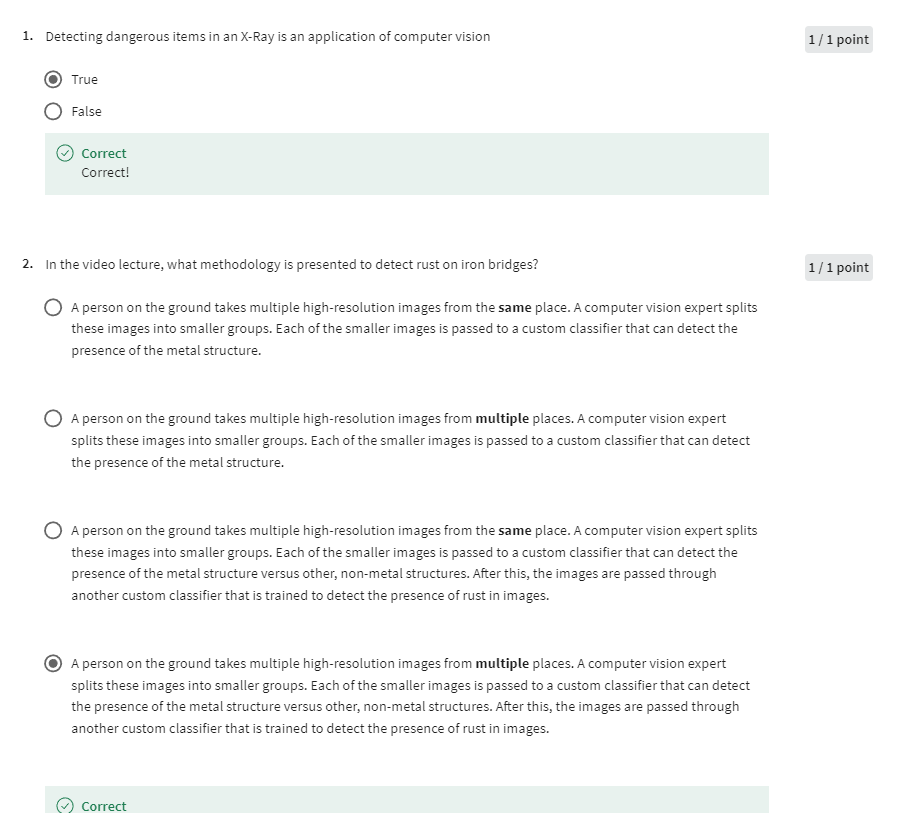 1. Detecting dangerous items in an X-Ray is an application of computer vision
1 / 1 point
True
False
Correct
Correct!
2. In the video lecture, what methodology is presented to detect rust on iron bridges?
1 / 1 point
A person on the ground takes multiple high-resolution images from the same place. A computer vision expert splits
these images into smaller groups. Each of the smaller images is passed to a custom classifier that can detect the
presence of the metal structure.
A person on the ground takes multiple high-resolution images from multiple places. A computer vision expert
splits these images into smaller groups. Each of the smaller images is passed to a custom classifier that can detect
the presence of the metal structure.
A person on the ground takes multiple high-resolution images from the same place. A computer vision expert splits
these images into smaller groups. Each of the smaller images is passed to a custom classifier that can detect the
presence of the metal structure versus other, non-metal structures. After this, the images are passed through
another custom classifier that is trained to detect the presence of rust in images.
A person on the ground takes multiple high-resolution images from multiple places. A computer vision expert
splits these images into smaller groups. Each of the smaller images is passed to a custom classifier that can detect
the presence of the metal structure versus other, non-metal structures. After this, the images are passed through
another custom classifier that is trained to detect the presence of rust in images.
Correct